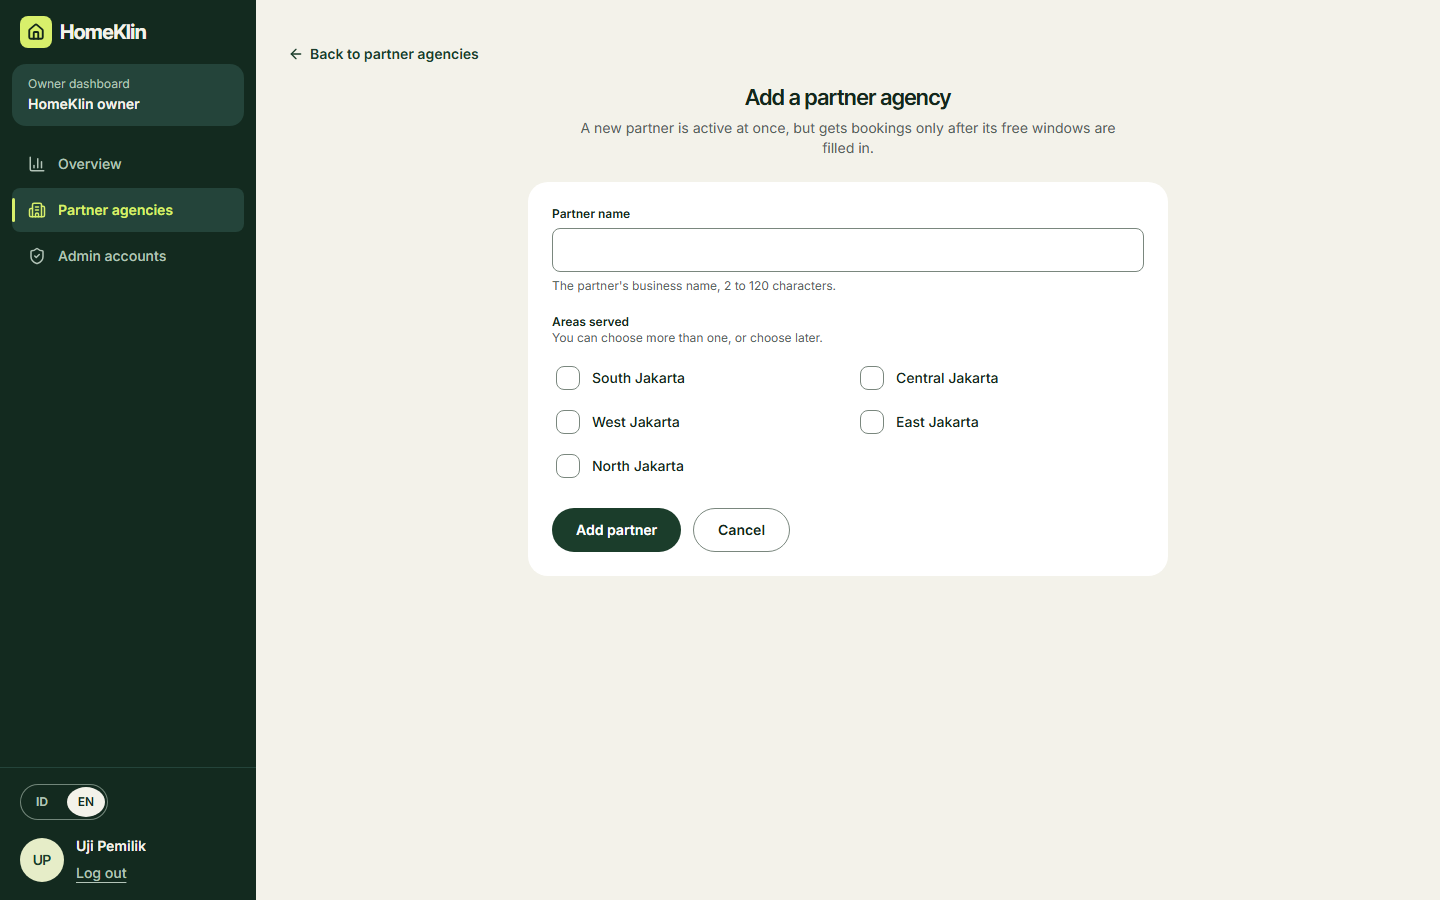 HomeKlin
Owner dashboard
HomeKlin owner
Overview
Partner agencies
Admin accounts
ID
EN
UP
Uji Pemilik
Log out
Back to partner agencies
Add a partner agency
A new partner is active at once, but gets bookings only after its free windows are
filled in.
Partner name
The partner's business name, 2 to 120 characters.
Areas served
You can choose more than one, or choose later.
South Jakarta
Central Jakarta
West Jakarta
East Jakarta
North Jakarta
Add partner
Cancel